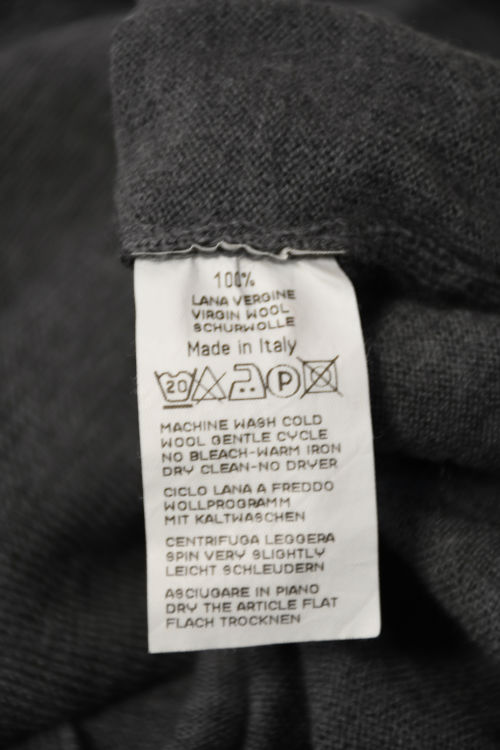 100%
LANA VERGINE
VIRGIN WOOL
SCHURWOLLE
Made in Italy
20 P
MACHINE WASH COLD
WOOL GENTLE CYCLE
NO BLEACH-WARM IRON
DRY CLEAN-NO DRYER
CICLO LANA A FREDDO
WOLLPROGRAMM
MIT KALTWASCHEN
CENTRIFUGA LEGGERA
SPIN VERY SLIGHTLY
LEICHT SCHLEUDERN
ASCIUGARE IN PIANO
DRY THE ARTICLE FLAT
FLACH TROCKNEN